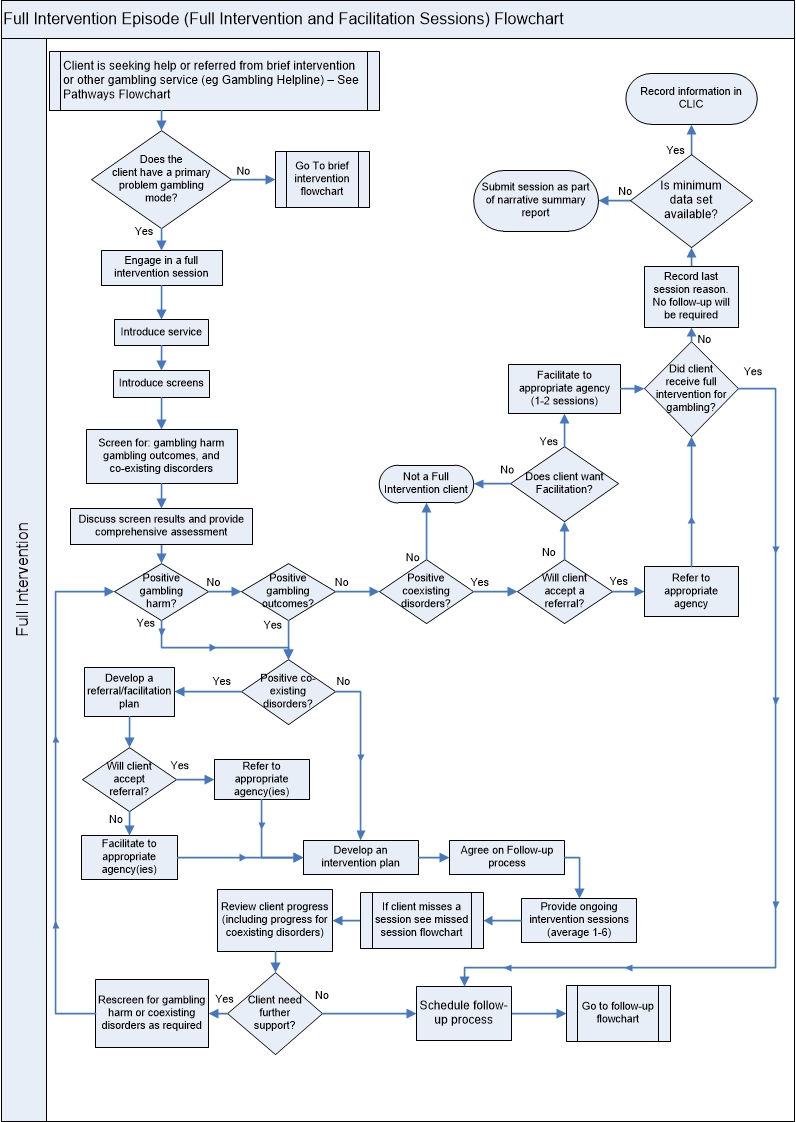 Full Intervention Episode (Full Intervention and Facilitation Sessions) Flowchart
Full Intervention
Client is seeking help or referred from brief intervention
or other gambling service (eg Gambling Helpline) – See
Pathways Flowchart
Does the
client have a primary
problem gambling
mode?
No
Go To brief
intervention
flowchart
Yes
Engage in a full
intervention session
Introduce service
Introduce screens
Screen for: gambling harm
gambling outcomes, and
co-existing discorders
Discuss screen results and provide
comprehensive assessment
Record information in
CLIC
Yes
Is minimum
data set
available?
No
Submit session as part
of narrative summary
report
Record last
session reason.
No follow-up will
be required
No
Did client
receive full
intervention for
gambling?
Yes
Facilitate to
appropriate agency
(1-2 sessions)
Yes
Does client want
Facilitation?
No
Not a Full
Intervention client
No
No
Positive
gambling
harm?
No
Positive
gambling
outcomes?
No
Positive
coexisting
disorders?
Yes
Will client
accept a
referral?
Yes
Refer to
appropriate
agency
Yes
Yes
Positive co-
existing
disorders?
Yes
No
Develop a
referral/facilitation
plan
Will client
accept
referral?
Yes
Refer to
appropriate
agency(ies)
No
Facilitate to
appropriate
agency(ies)
Develop an
intervention plan
Agree on Follow-up
process
Provide ongoing
intervention sessions
(average 1-6)
If client misses a
session see missed
session flowchart
Review client progress
(including progress for
coexisting disorders)
Client need
further
support?
Yes
No
Rescreen for gambling
harm or coexisting
disorders as required
Schedule follow-
up process
Go to follow-up
flowchart